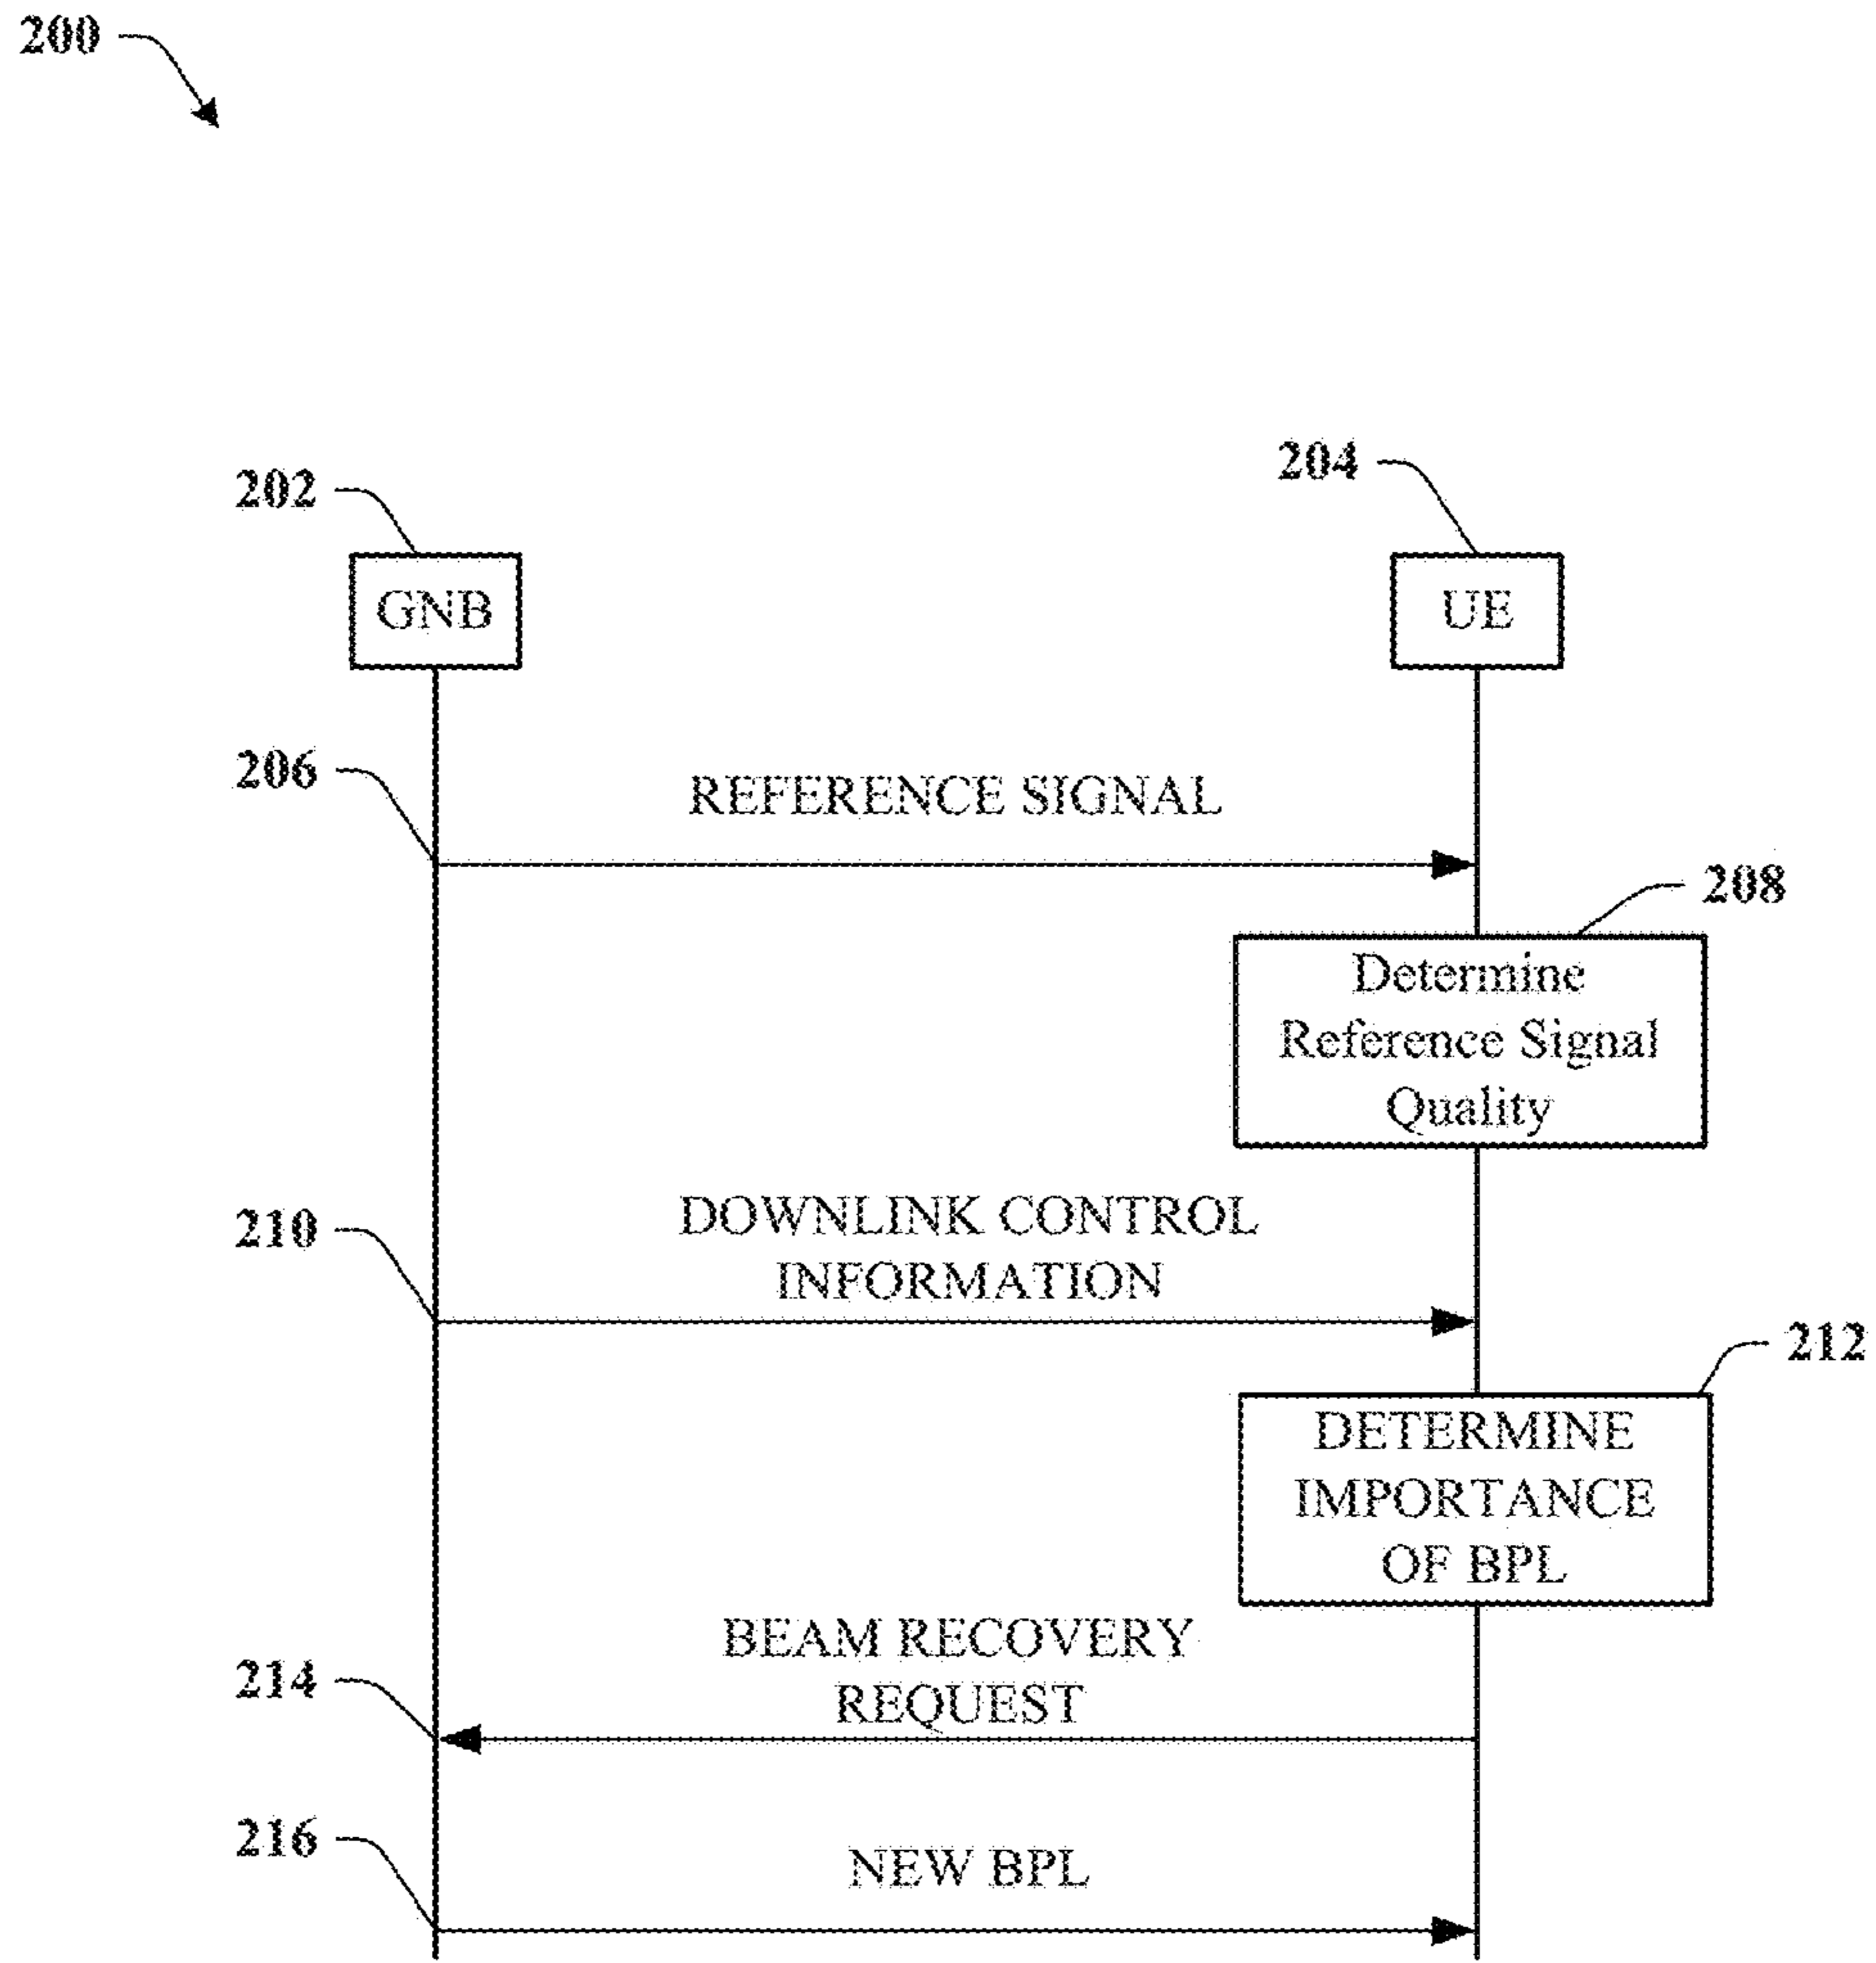 200
202
204
GNB
UE
206
REFERENCE SIGNAL
208
Determine
Reference Signal
Quality
210
DOWNLINK CONTROL
INFORMATION
212
DETERMINE
IMPORTANCE
OF BPL
BEAM RECOVERY
REQUEST
214
216
NEW BPL